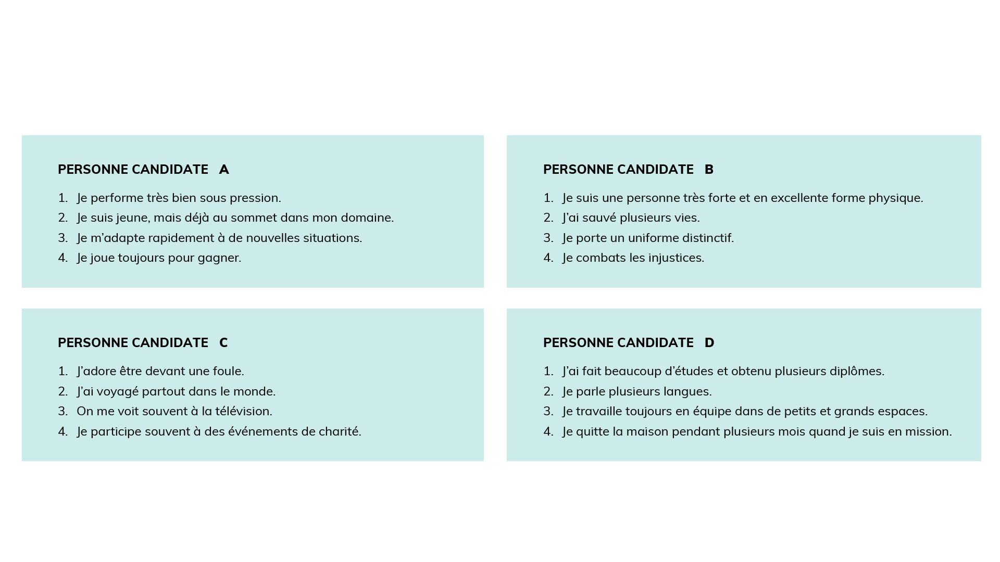 PERSONNE CANDIDATE A
1. Je performe très bien sous pression.
2. Je suis jeune, mais déjà au sommet dans mon domaine.
3. Je m’adapte rapidement à de nouvelles situations.
4. Je joue toujours pour gagner.
PERSONNE CANDIDATE B
1. Je suis une personne très forte et en excellente forme physique.
2. J’ai sauvé plusieurs vies.
3. Je porte un uniforme distinctif.
4. Je combats les injustices.
PERSONNE CANDIDATE C
1. J’adore être devant une foule.
2. J’ai voyagé partout dans le monde.
3. On me voit souvent à la télévision.
4. Je participe souvent à des événements de charité.
PERSONNE CANDIDATE D
1. J’ai fait beaucoup d’études et obtenu plusieurs diplômes.
2. Je parle plusieurs langues.
3. Je travaille toujours en équipe dans de petits et grands espaces.
4. Je quitte la maison pendant plusieurs mois quand je suis en mission.